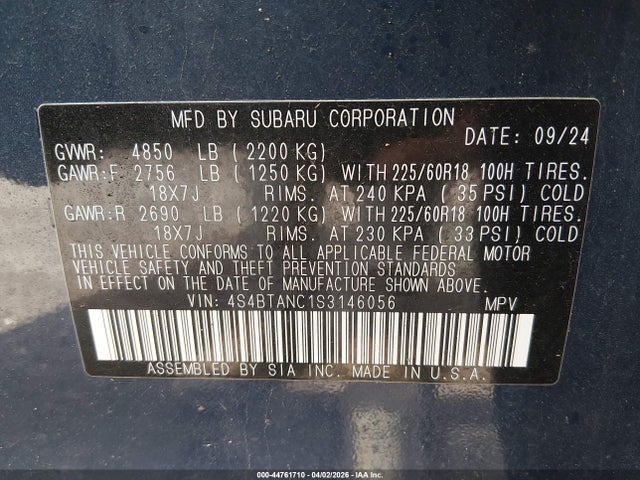 MFD BY SUBARU CORPORATION
DATE: 09/24
GVWR: 4850 LB ( 2200 KG)
GAWR:F 2756 LB ( 1250 KG) WITH 225/60R18 100H TIRES.
18X7J RIMS. AT 240 KPA ( 35 PSI) COLD
GAWR:R 2690 LB ( 1220 KG) WITH 225/60R18 100H TIRES.
18X7J RIMS. AT 230 KPA ( 33 PSI) COLD
THIS VEHICLE CONFORMS TO ALL APPLICABLE FEDERAL MOTOR
VEHICLE SAFETY AND THEFT PREVENTION STANDARDS
IN EFFECT ON THE DATE OF MANUFACTURE SHOWN ABOVE.
VIN: 4S4BTANC1S3146056 MPV
ASSEMBLED BY SIA INC. MADE IN U.S.A.
000-44761710 - 04/02/2026 - IAA Inc.